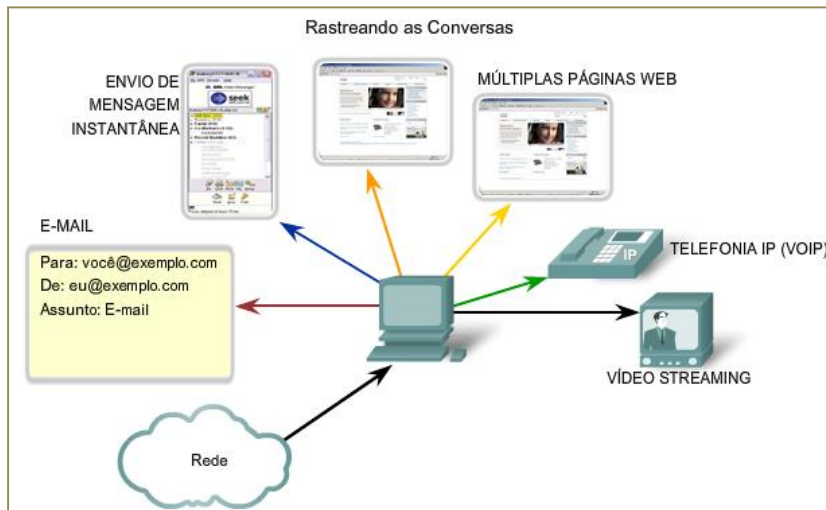 Rastreando as Conversas
ENVIO DE
MENSAGEM
INSTANTÂNEA
seek
MÚLTIPLAS PÁGINAS WEB
E-MAIL
Para: você@exemplo.com
De: eu@exemplo.com
Assunto: E-mail
IP
TELEFONIA IP (VOIP)
VÍDEO STREAMING
Rede